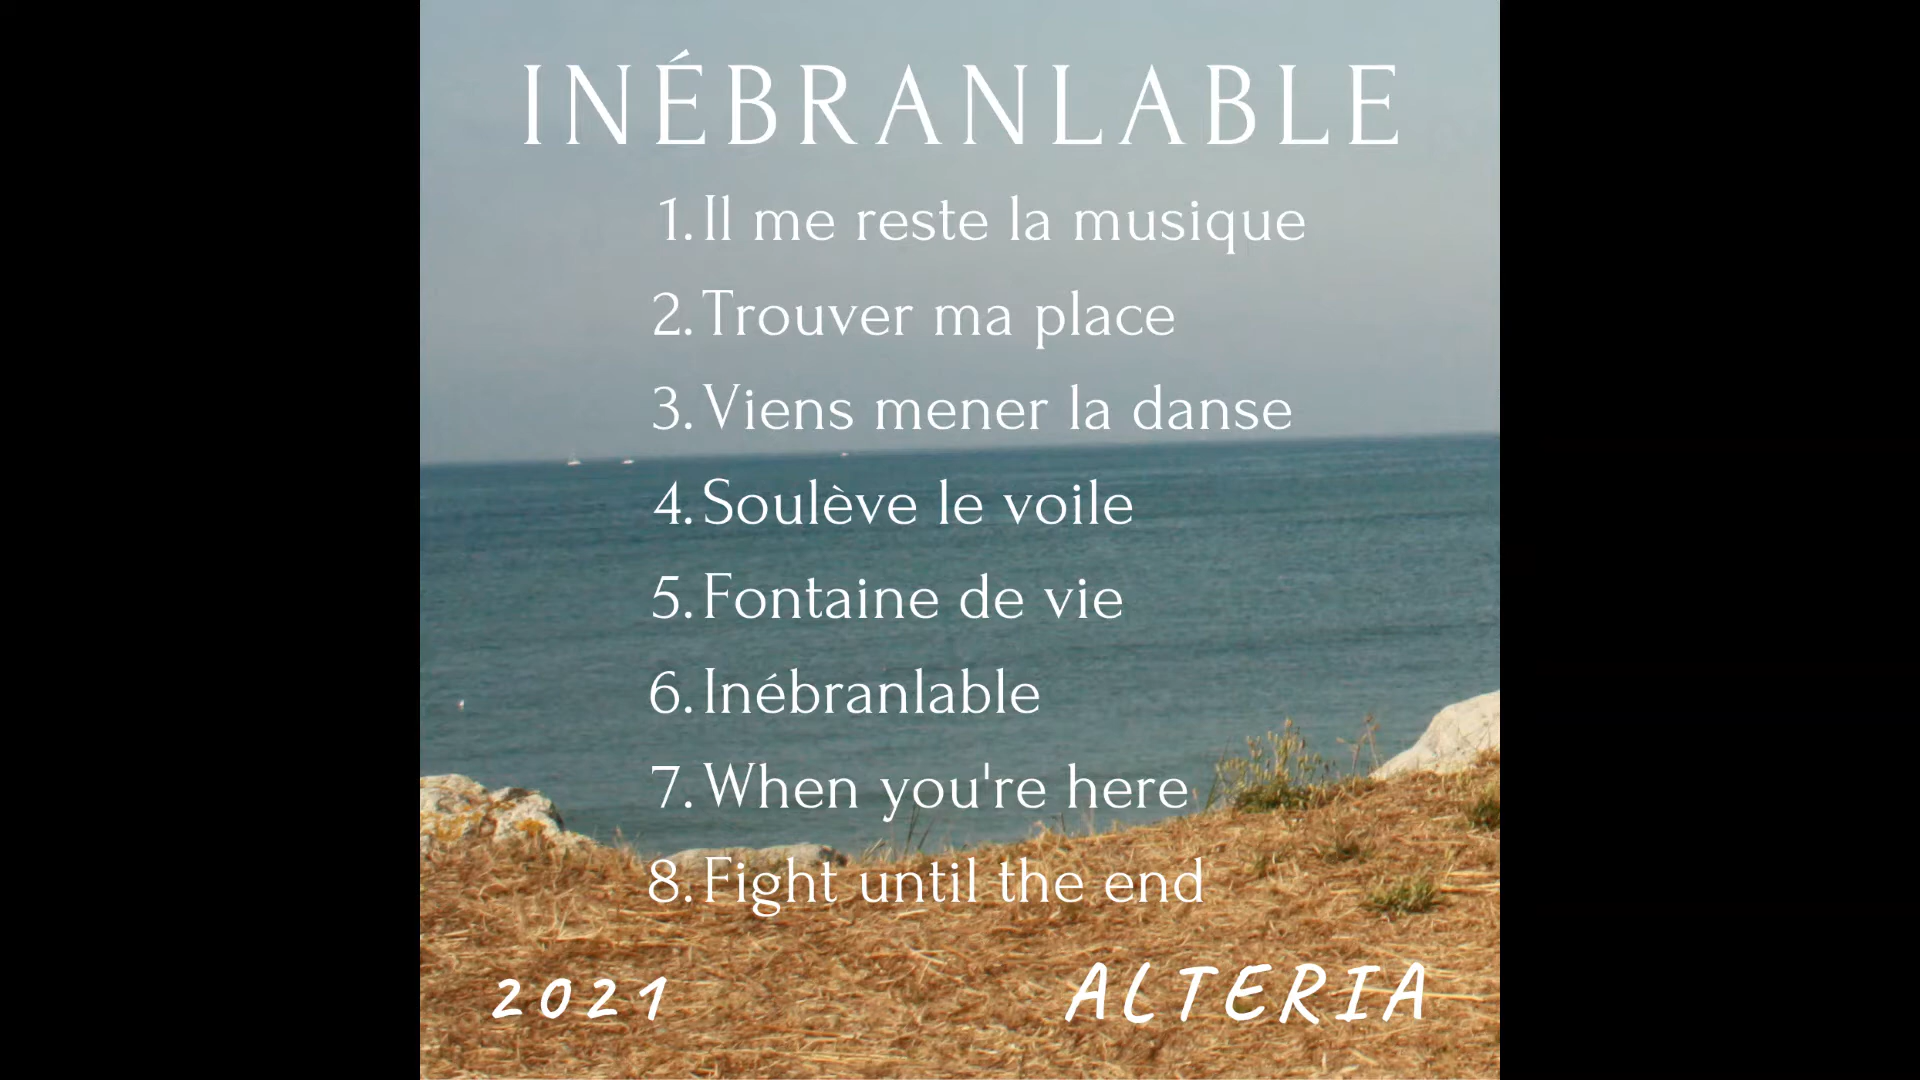 INÉBRANLABLE
1. Il me reste la musique
2. Trouver ma place
3. Viens mener la danse
4. Soulève le voile
5. Fontaine de vie
6. Inébranlable
7. When you're here
8. Fight until the end
2021 ALTERIA